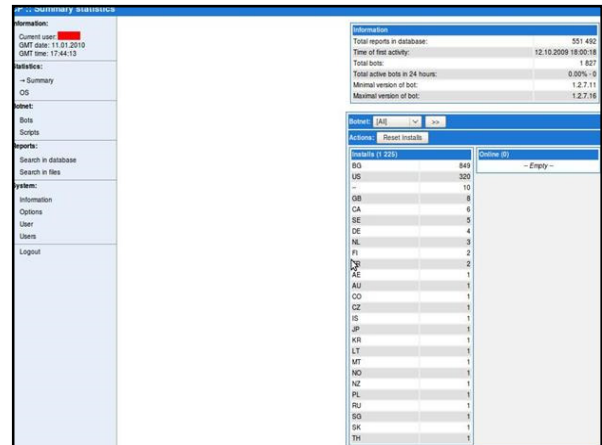 :: Summary statistics
Information:
Current user:
GMT date: 11.01.2010
GMT time: 17:44:13
Statistics:
→ Summary
OS
Botnet:
Bots
Scripts
Reports:
Search in database
Search in files
System:
Information
Options
User
Users
Logout
Information
Total reports in database: 551 492
Time of first activity: 12.10.2009 18:00:18
Total bots: 1 827
Total active bots in 24 hours: 0.00% - 0
Minimal version of bot: 1.2.7.11
Maximal version of bot: 1.2.7.16
Botnet: [All] >>
Actions: Reset Installs
Installs (1 225)
BG 849
US 320
-- 10
GB 8
CA 6
SE 5
DE 4
NL 3
FI 2
2
AE 1
AU 1
CO 1
CZ 1
IS 1
JP 1
KR 1
LT 1
MT 1
NO 1
NZ 1
PL 1
RU 1
SG 1
SK 1
TH 1
Online (0)
-- Empty --